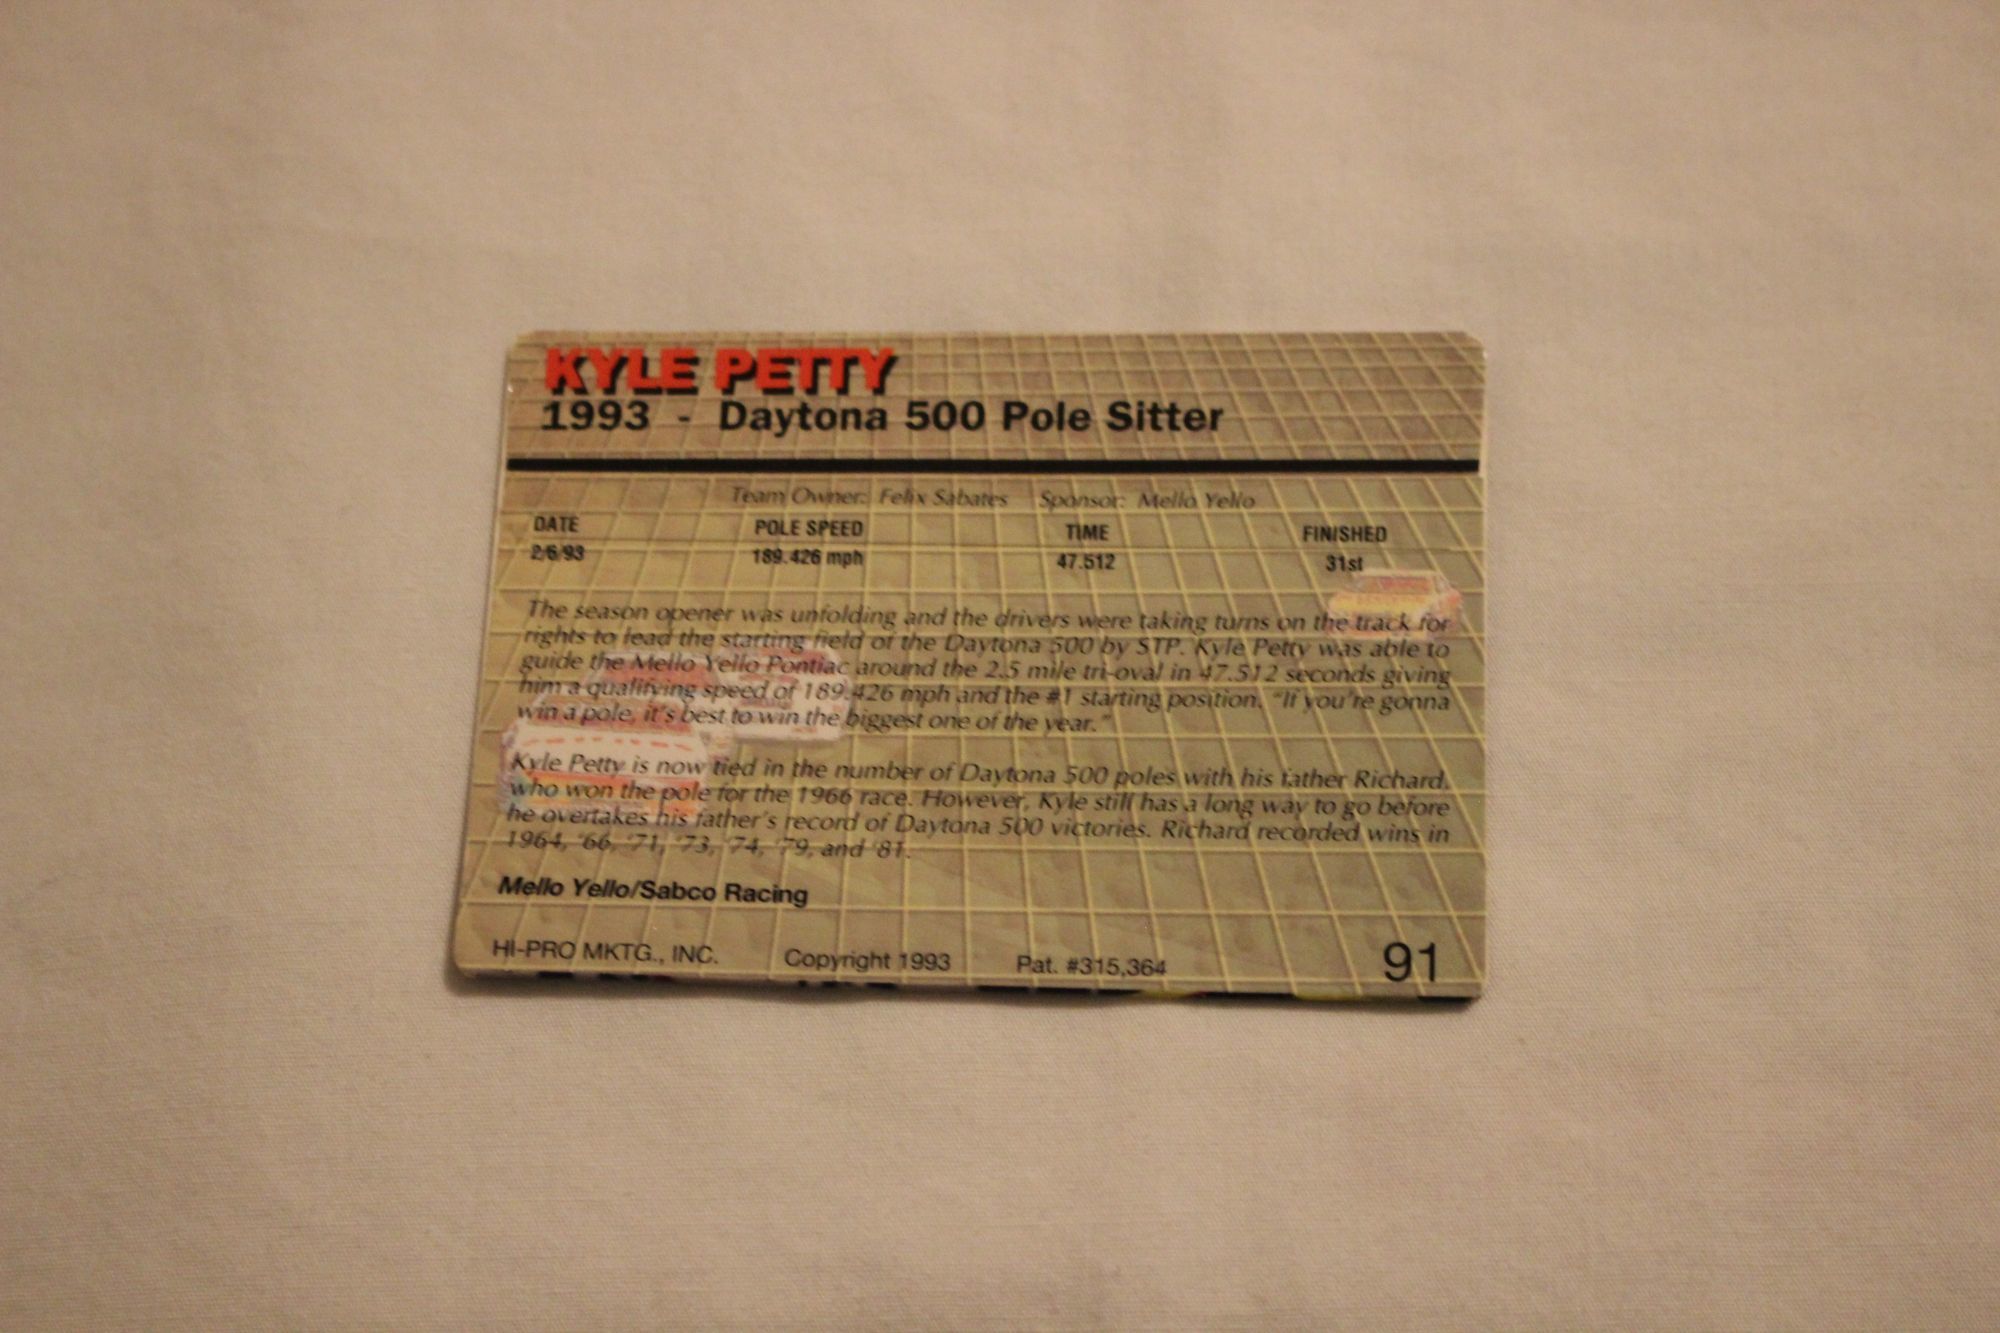 KYLE PETTY
1993 - Daytona 500 Pole Sitter
Team Owner: Felix Sabates Sponsor: Mello Yello
DATE POLE SPEED TIME FINISHED
2/6/93 189.426 mph 47.512 31st
The season opener was unfolding and the drivers were taking turns on the track for
rights to lead the starting field of the Daytona 500 by STP. Kyle Petty was able to
guide the Mello Yello Pontiac around the 2.5 mile tri-oval in 47.512 seconds giving
him a qualifying speed of 189.426 mph and the #1 starting position. "If you're gonna
win a pole, it's best to win the biggest one of the year."
Kyle Petty is now tied in the number of Daytona 500 poles with his father Richard,
who won the pole for the 1966 race. However, Kyle still has a long way to go before
he overtakes his father's record of Daytona 500 victories. Richard recorded wins in
1964, '66, '71, '73, '74, '79, and '81.
Mello Yello/Sabco Racing
HI-PRO MKTG., INC. Copyright 1993 Pat. #315,364 91